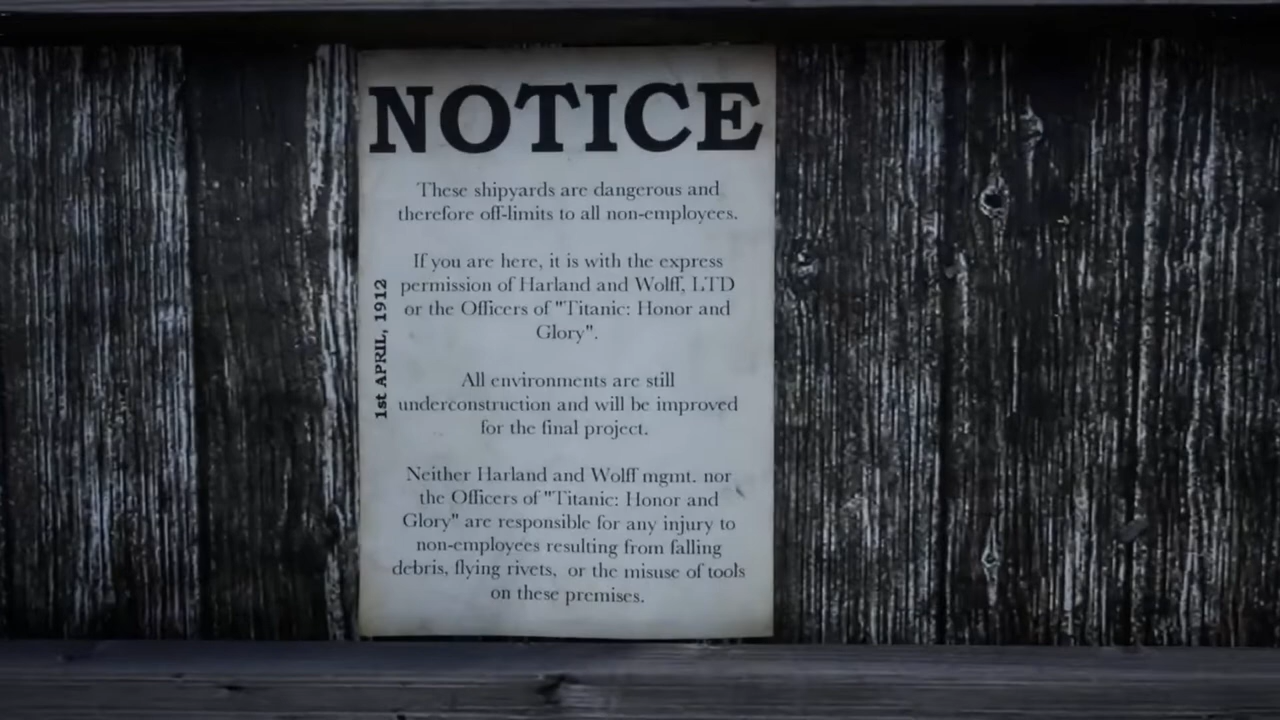 NOTICE
These shipyards are dangerous and
therefore off-limits to all non-employees.
If you are here, it is with the express
permission of Harland and Wolff, LTD
or the Officers of "Titanic: Honor and
Glory".
1st APRIL, 1912
All environments are still
underconstruction and will be improved
for the final project.
Neither Harland and Wolff mgmt. nor
the Officers of "Titanic: Honor and
Glory" are responsible for any injury to
non-employees resulting from falling
debris, flying rivets, or the misuse of tools
on these premises.